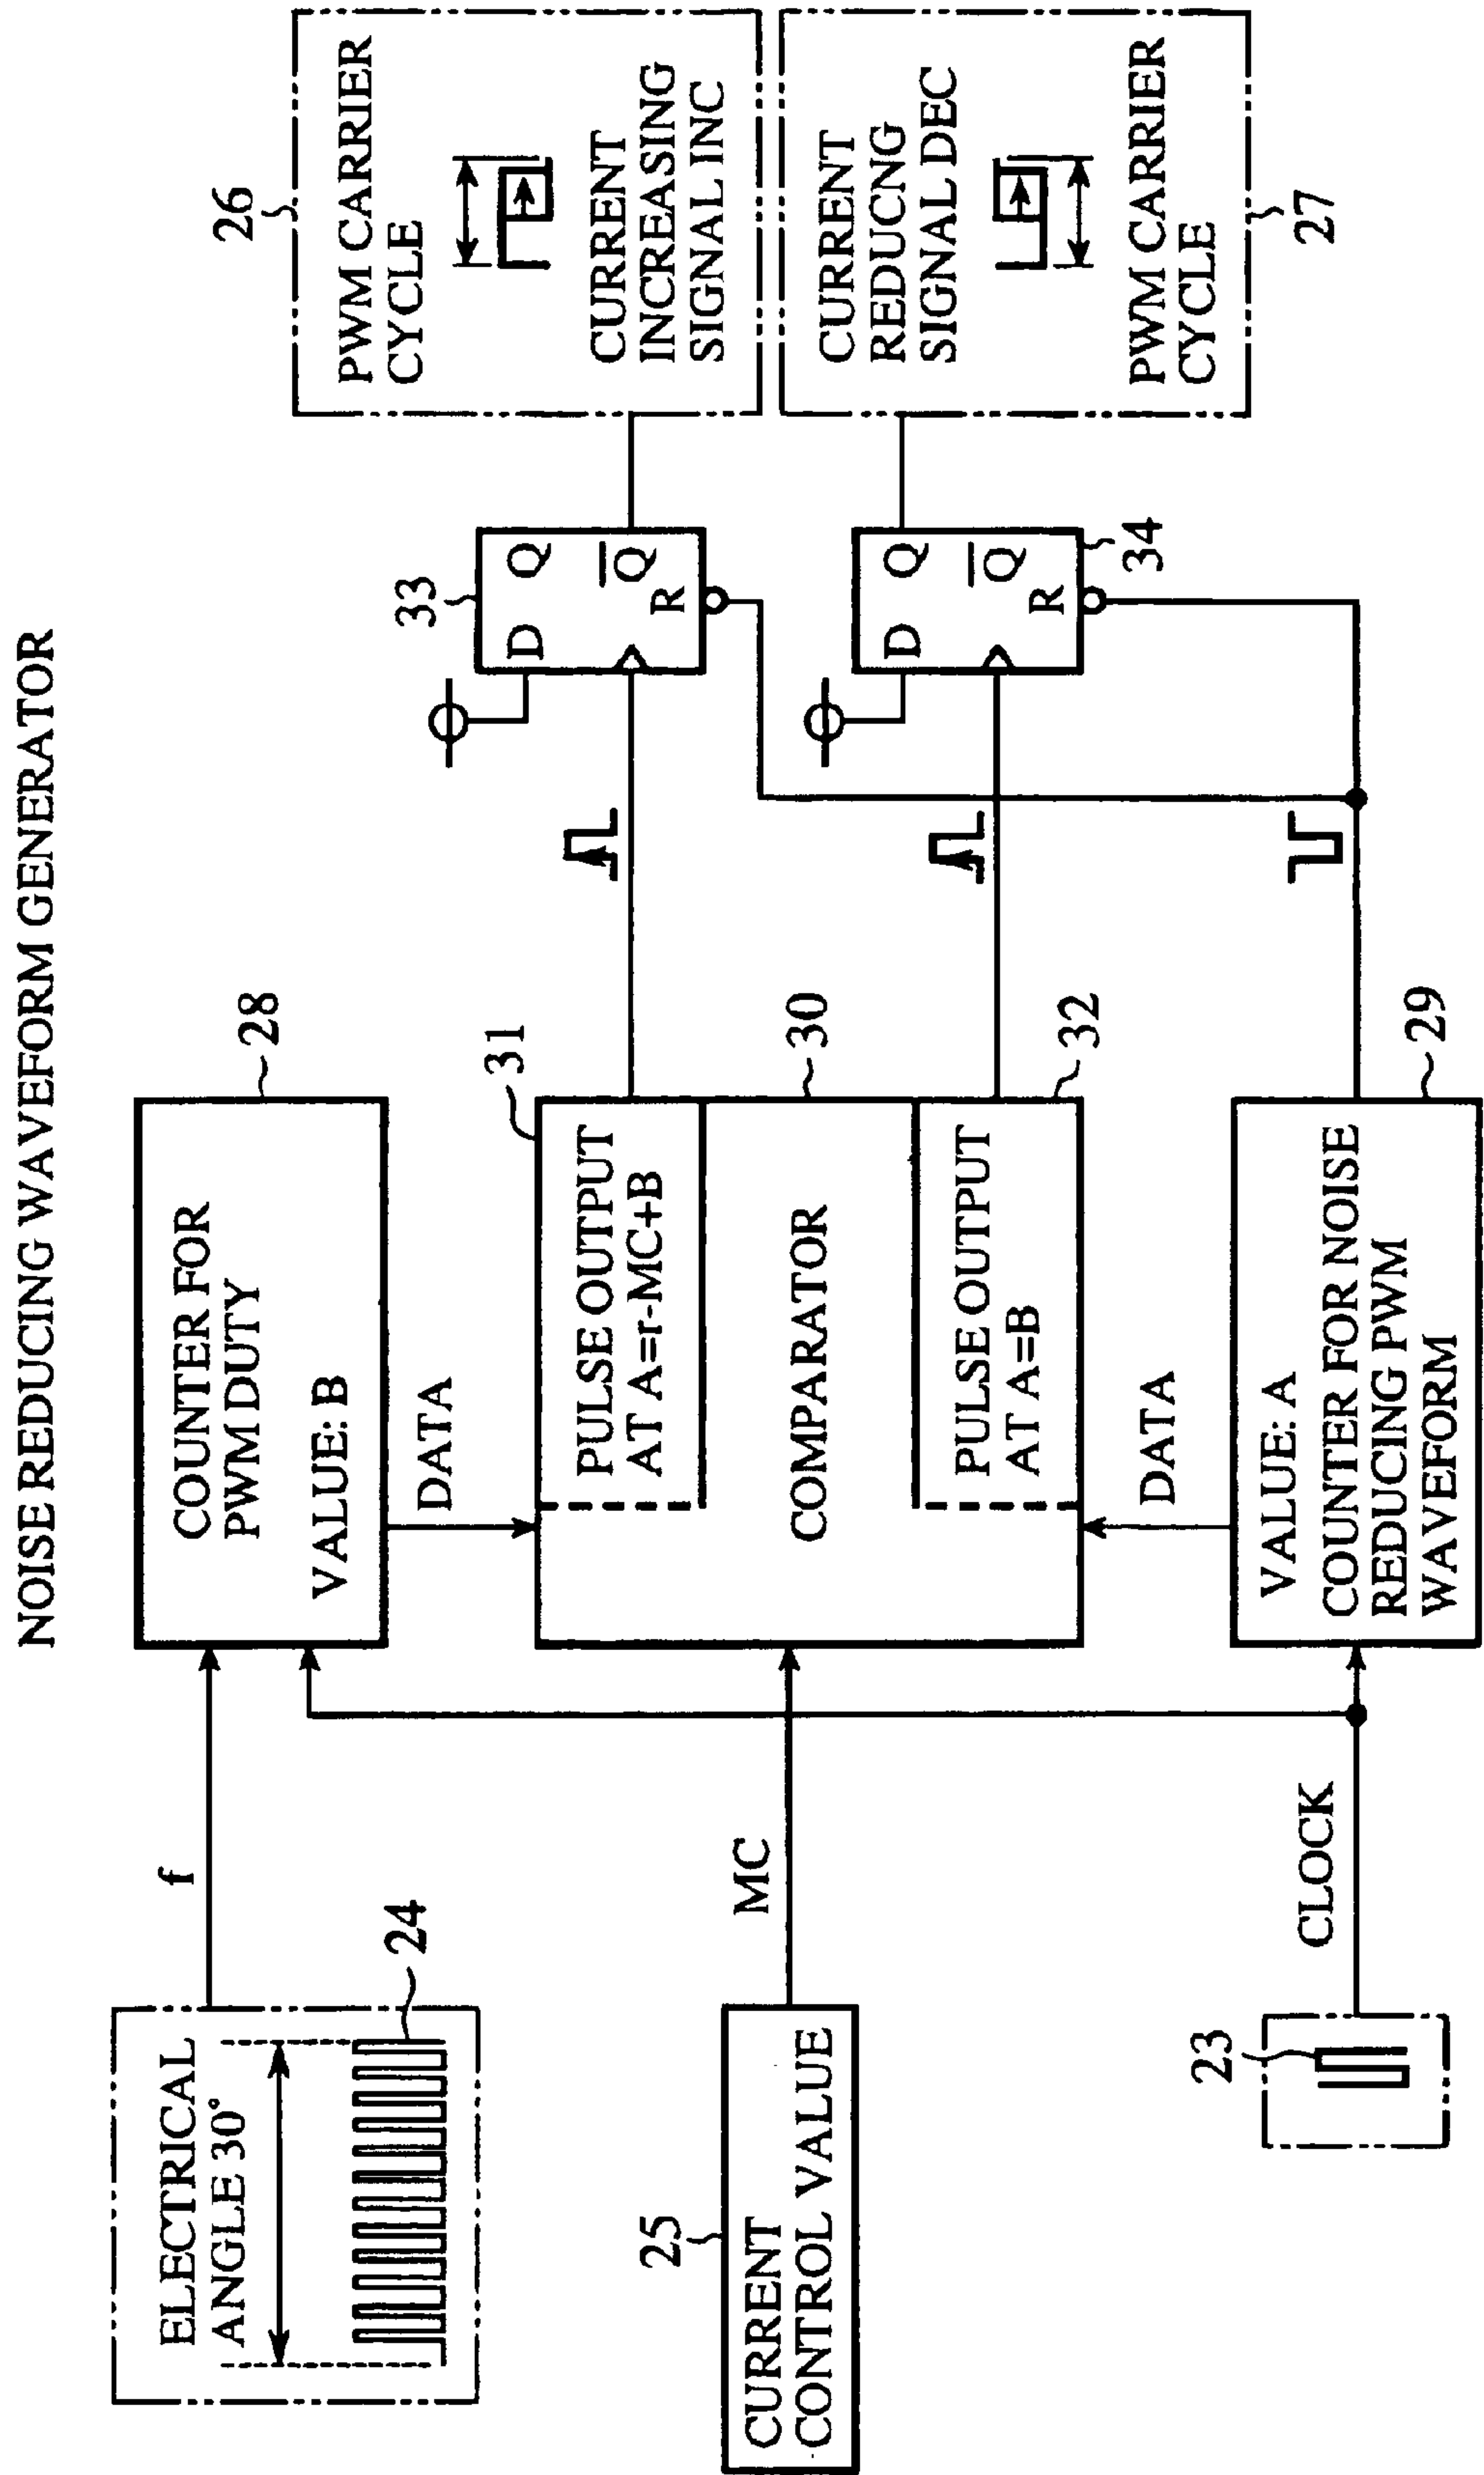 NOISE REDUCING WAVEFORM GENERATOR
ELECTRICAL
ANGLE 30°
24
f
28
COUNTER FOR
PWM DUTY
VALUE: B
DATA
25
CURRENT
CONTROL VALUE
MC
31
PULSE OUTPUT
AT A=r-MC+B
30
COMPARATOR
PULSE OUTPUT
AT A=B
32
DATA
23
CLOCK
VALUE: A
COUNTER FOR NOISE
REDUCING PWM
WAVEFORM
29
33
D Q
Q
R
D Q
Q
R
34
26
PWM CARRIER
CYCLE
CURRENT
INCREASING
SIGNAL INC
CURRENT
REDUCNG
SIGNAL DEC
PWM CARRIER
CYCLE
27